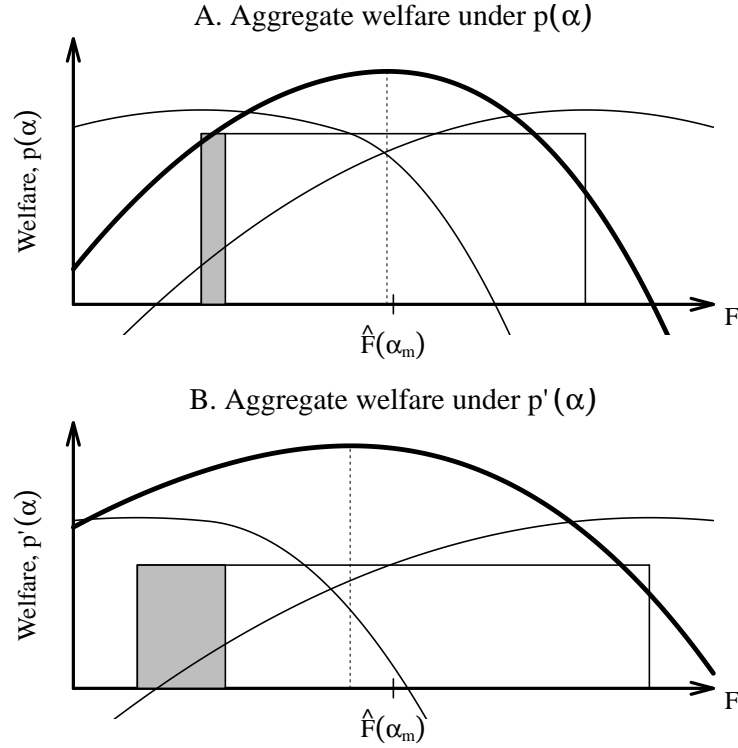 A. Aggregate welfare under p(α)
Welfare, p(α)
F
F̂(αₘ)
B. Aggregate welfare under p'(α)
Welfare, p'(α)
F
F̂(αₘ)